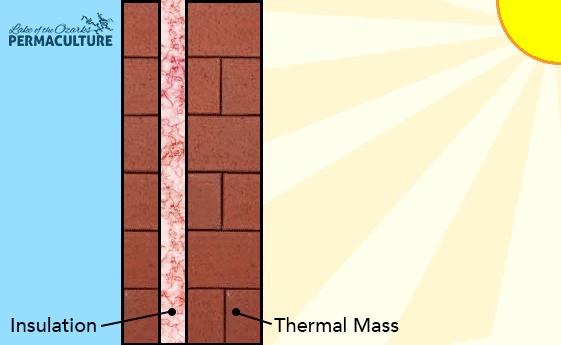 Lake of the Ozarks
PERMACULTURE
Insulation
Thermal Mass